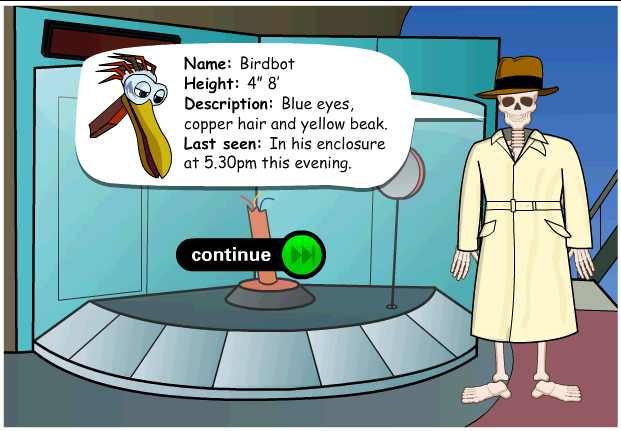 Name: Birdbot
Height: 4” 8’
Description: Blue eyes,
copper hair and yellow beak.
Last seen: In his enclosure
at 5.30pm this evening.
continue